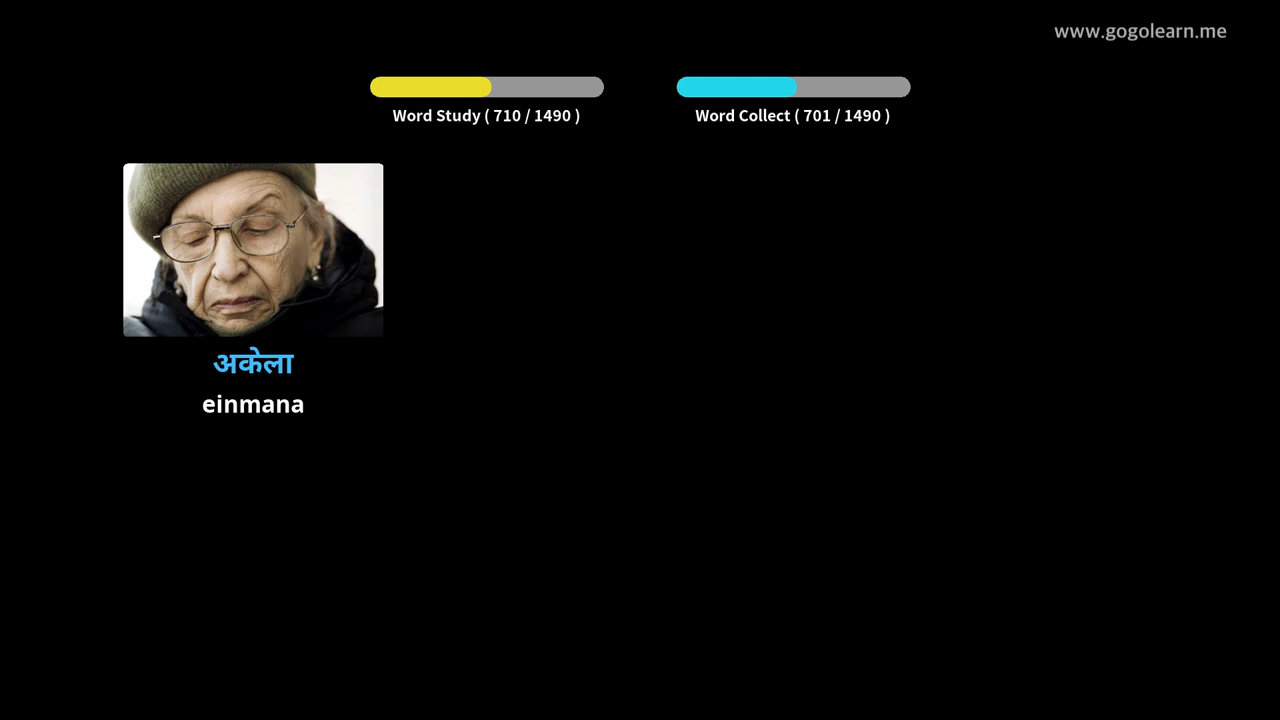 www.gogolearn.me
Word Study ( 710 / 1490 )
Word Collect ( 701 / 1490 )
अकेला
einmana